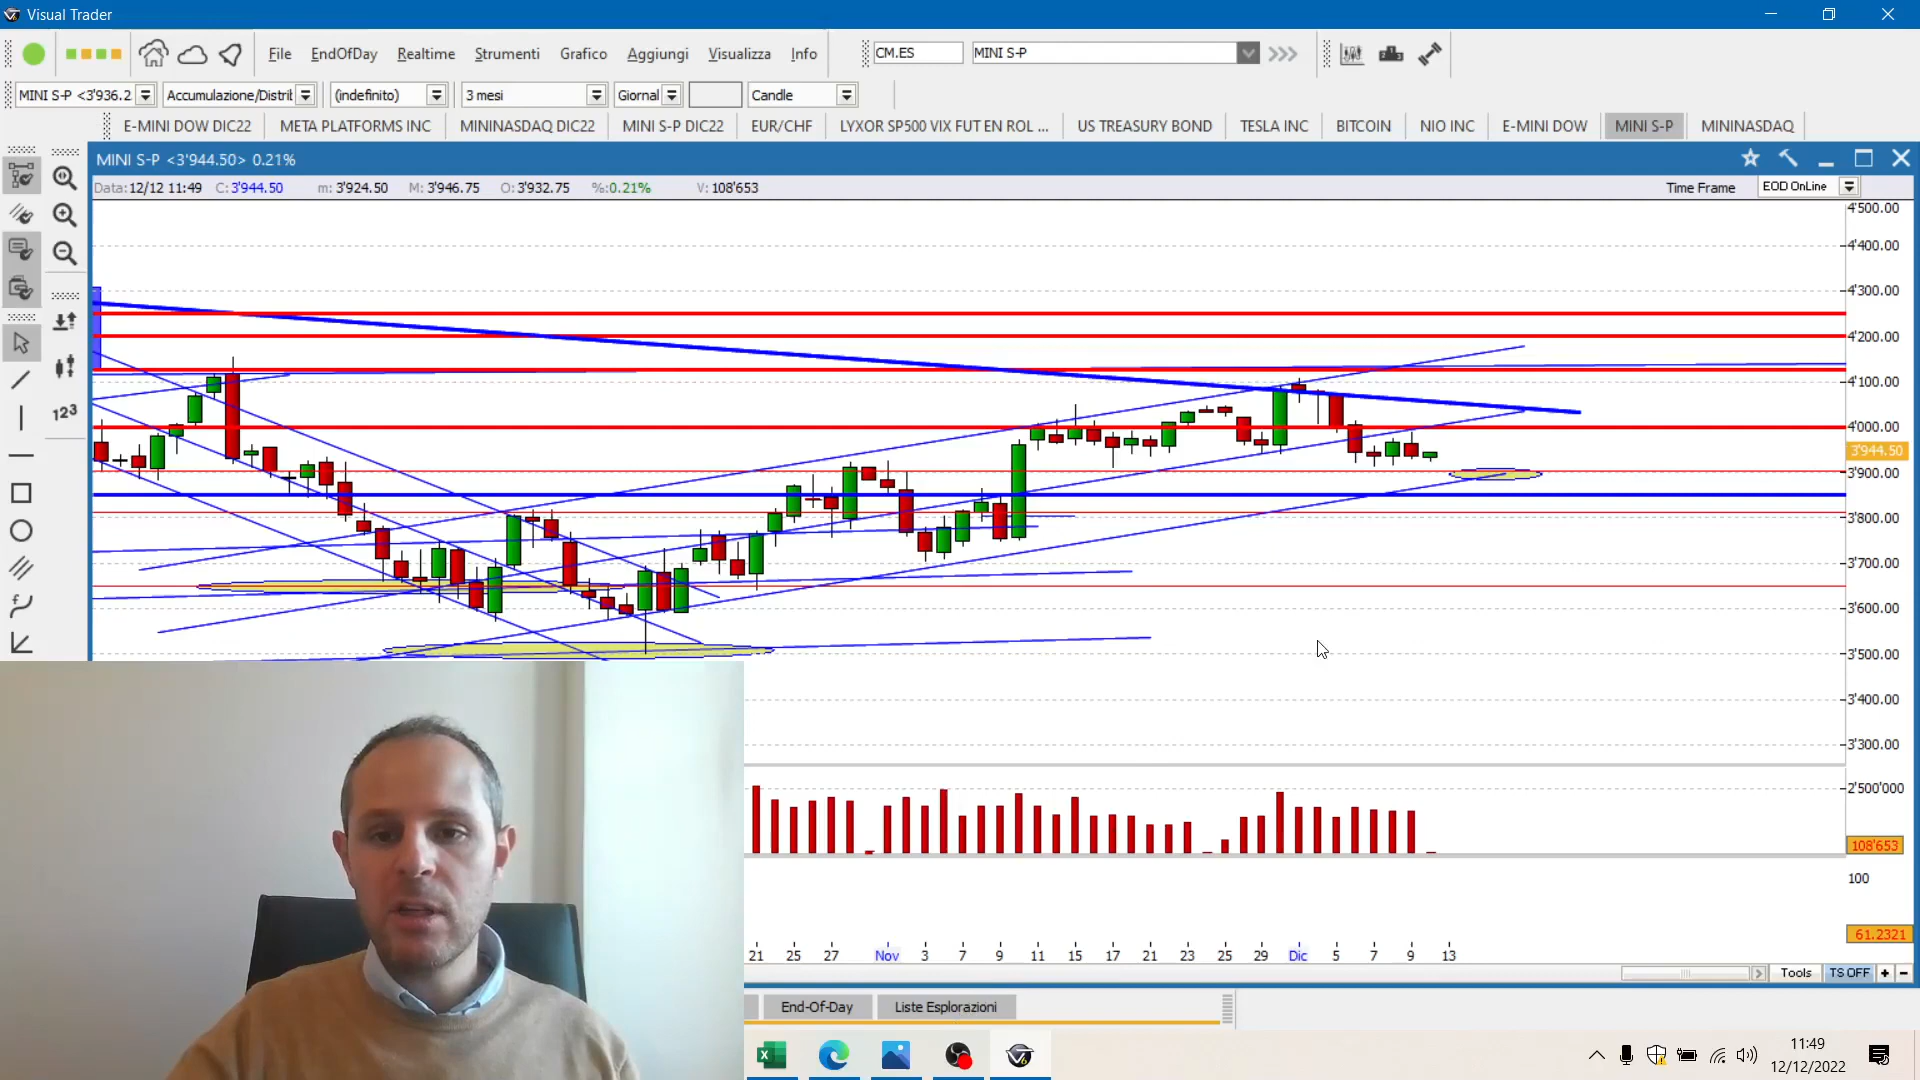 Visual Trader
File EndOfDay Realtime Strumenti Grafico Aggiungi Visualizza Info CM.ES MINI S-P
MINI S-P <3'936.2 Accumulazione/Distrib (indefinito) 3 mesi Giornal Candle
E-MINI DOW DIC22 META PLATFORMS INC MININASDAQ DIC22 MINI S-P DIC22 EUR/CHF LYXOR SP500 VIX FUT EN ROL ... US TREASURY BOND TESLA INC BITCOIN NIO INC E-MINI DOW MINI S-P MININASDAQ
MINI S-P <3'944.50> 0.21%
Data: 12/12 11:49 C: 3'944.50 m: 3'924.50 M: 3'946.75 O: 3'932.75 %: 0.21% V: 108'653 Time Frame EOD OnLine
4'500.00
4'400.00
4'300.00
4'200.00
4'100.00
4'000.00
3'944.50
3'900.00
3'800.00
3'700.00
3'600.00
3'500.00
3'400.00
3'300.00
123
2'500'000
108'653
100
61.2321
21 25 27 Nov 3 7 9 11 15 17 21 23 25 29 Dic 5 7 9 13
Tools TS OFF + -
End-Of-Day Liste Esplorazioni
11:49
12/12/2022